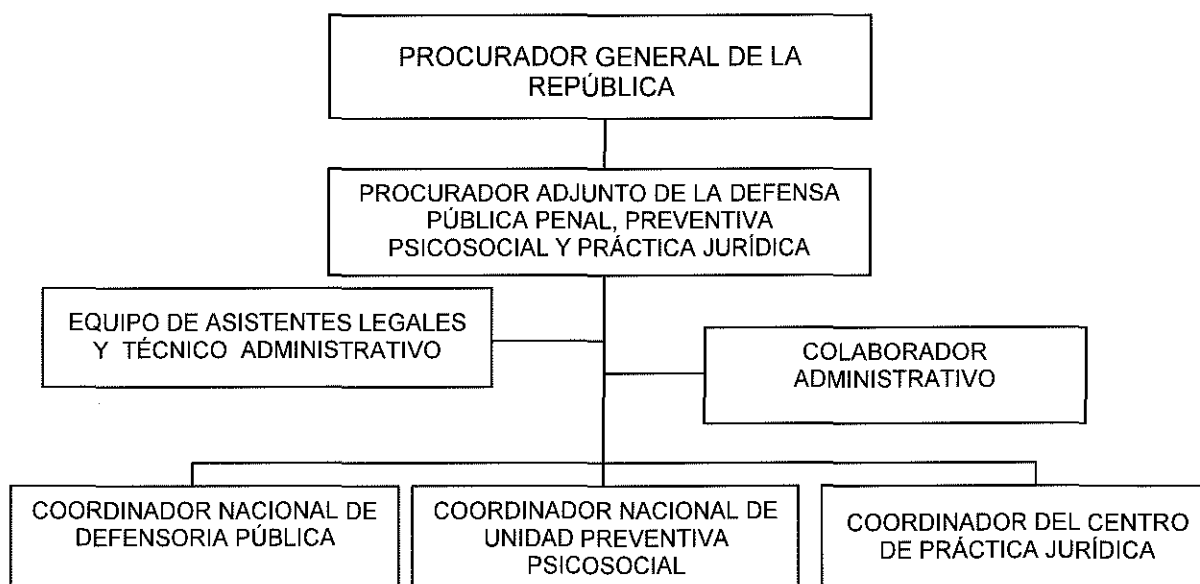 PROCURADOR GENERAL DE LA
REPÚBLICA
PROCURADOR ADJUNTO DE LA DEFENSA
PÚBLICA PENAL, PREVENTIVA
PSICOSOCIAL Y PRÁCTICA JURÍDICA
EQUIPO DE ASISTENTES LEGALES
Y TÉCNICO ADMINISTRATIVO
COLABORADOR
ADMINISTRATIVO
COORDINADOR NACIONAL DE
DEFENSORIA PÚBLICA
COORDINADOR NACIONAL DE
UNIDAD PREVENTIVA
PSICOSOCIAL
COORDINADOR DEL CENTRO
DE PRÁCTICA JURÍDICA